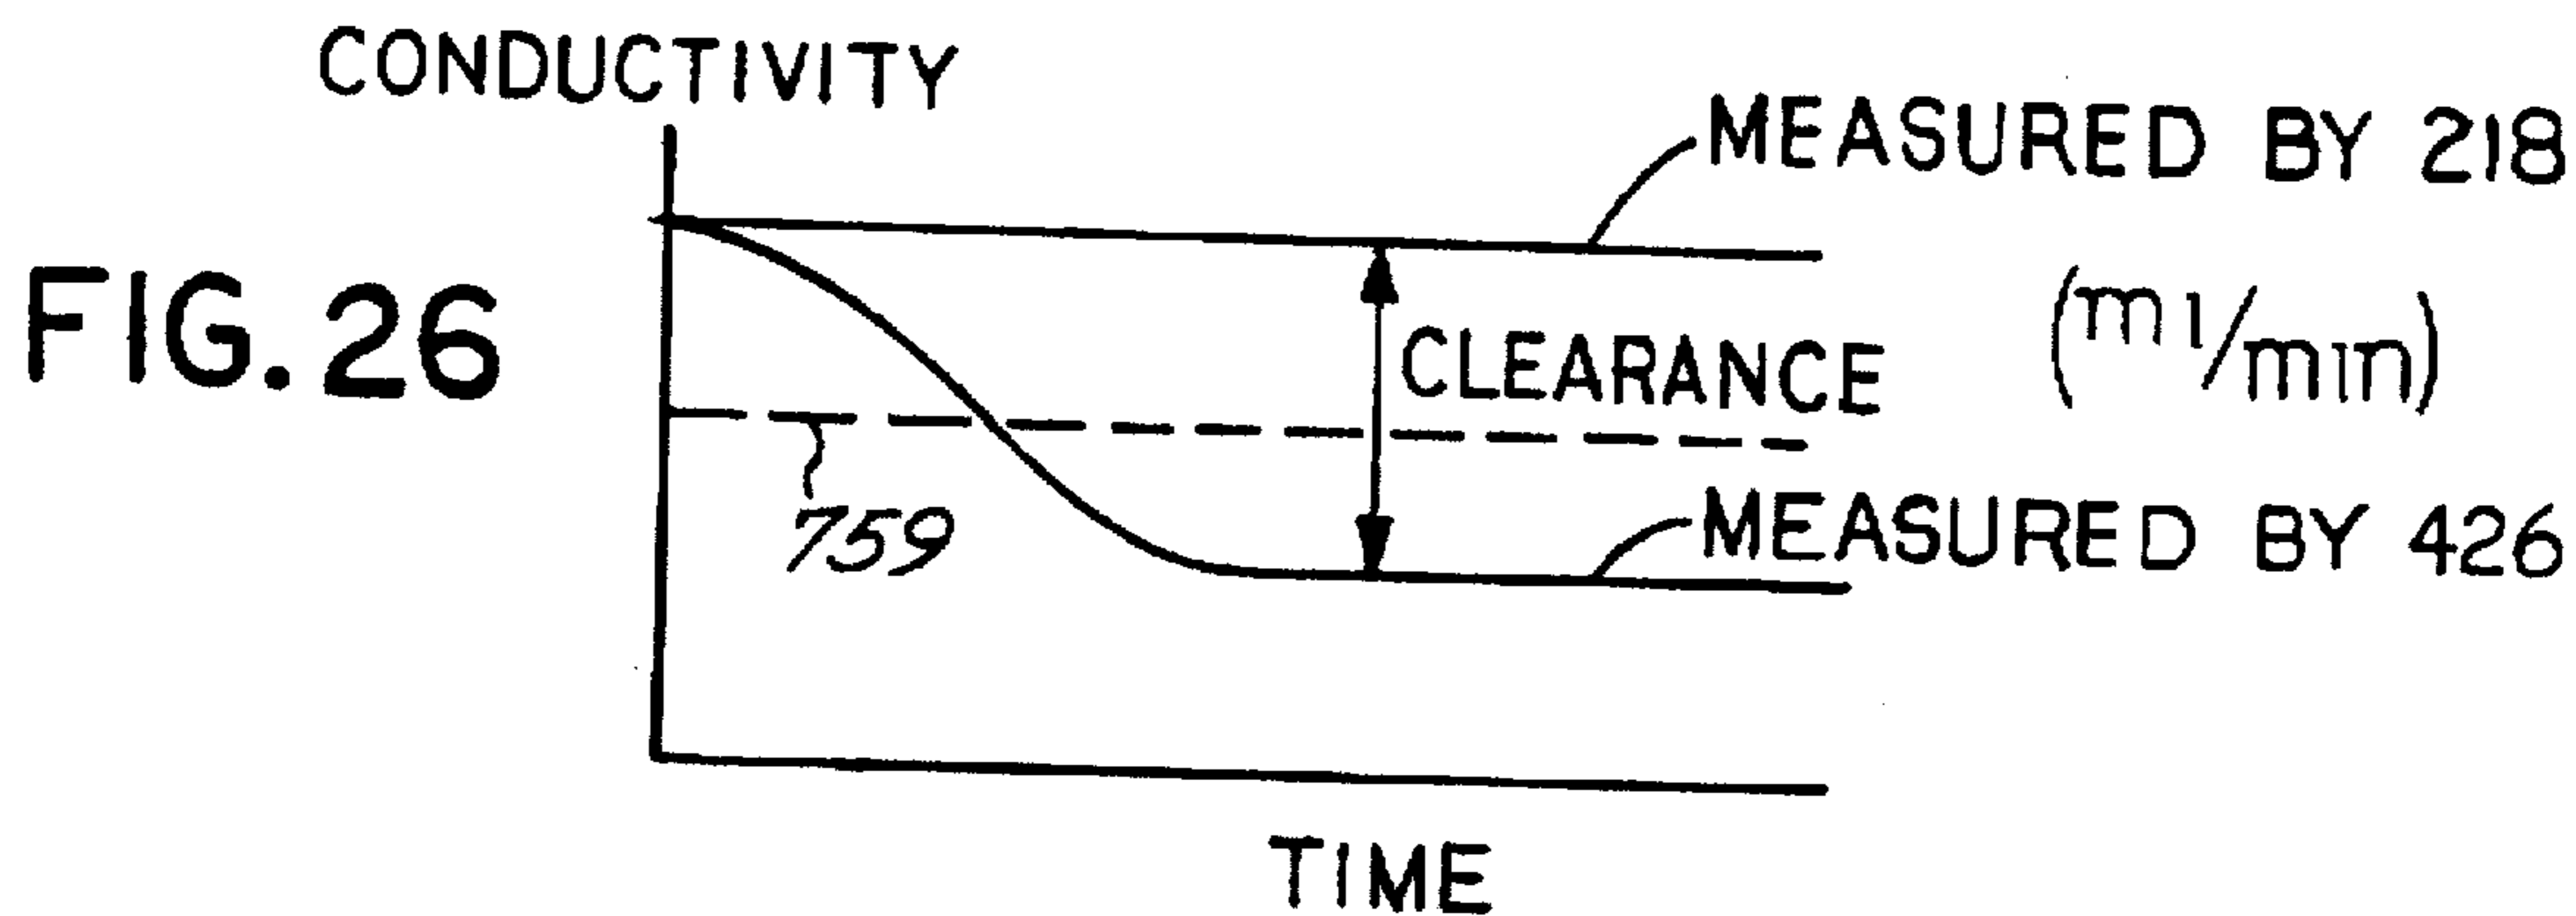 CONDUCTIVITY
MEASURED BY 218
FIG. 26
CLEARANCE (ml/min)
759
MEASURED BY 426
TIME